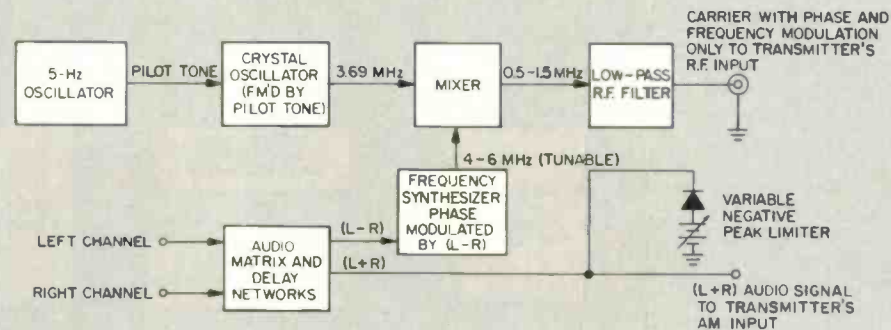 5-Hz
OSCILLATOR
PILOT TONE
CRYSTAL
OSCILLATOR
(FM'D BY
PILOT TONE)
3.69 MHz
MIXER
0.5-1.5 MHz
LOW-PASS
R.F. FILTER
CARRIER WITH PHASE AND
FREQUENCY MODULATION
ONLY TO TRANSMITTER'S
R.F. INPUT
4-6 MHz (TUNABLE)
FREQUENCY
SYNTHESIZER
PHASE
MODULATED
BY (L-R)
LEFT CHANNEL
RIGHT CHANNEL
AUDIO
MATRIX AND
DELAY
NETWORKS
(L-R)
(L+R)
VARIABLE
NEGATIVE
PEAK LIMITER
(L+R) AUDIO SIGNAL
TO TRANSMITTER'S
AM INPUT